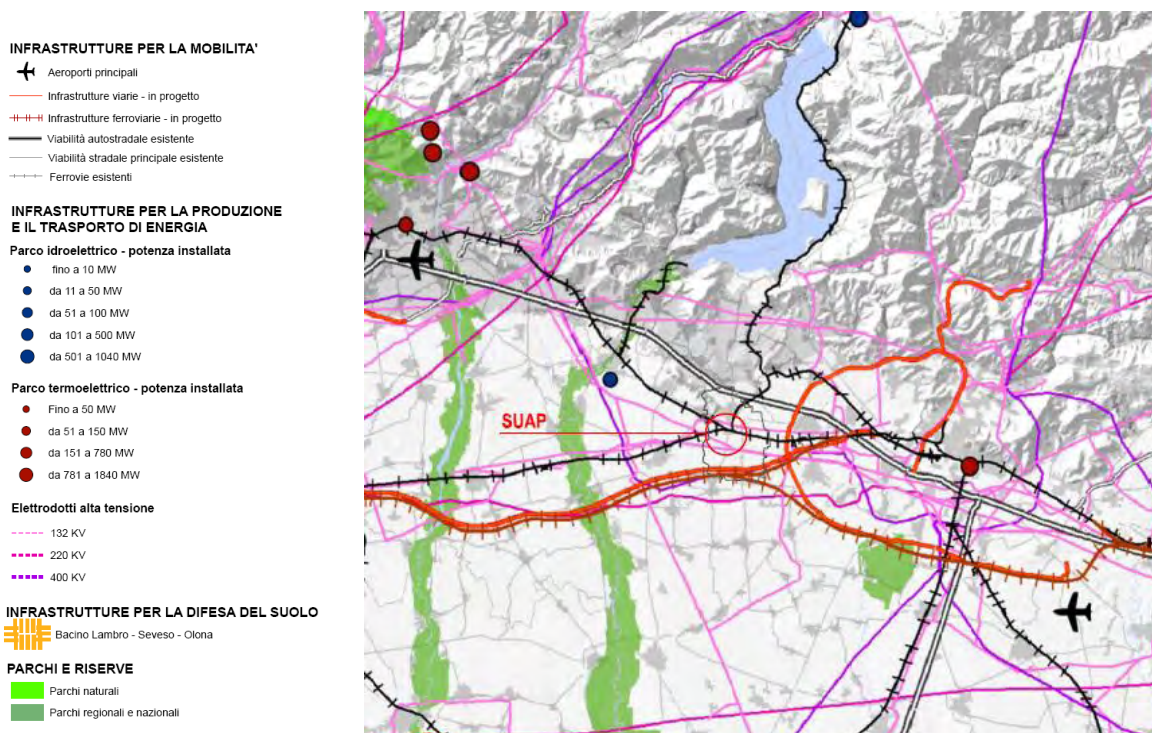 INFRASTRUTTURE PER LA MOBILITA'
Aeroporti principali
Infrastrutture viarie - in progetto
Infrastrutture ferroviarie - in progetto
Viabilità autostradale esistente
Viabilità stradale principale esistente
Ferrovie esistenti
INFRASTRUTTURE PER LA PRODUZIONE
E IL TRASPORTO DI ENERGIA
Parco idroelettrico - potenza installata
fino a 10 MW
da 11 a 50 MW
da 51 a 100 MW
da 101 a 500 MW
da 501 a 1040 MW
Parco termoelettrico - potenza installata
Fino a 50 MW
da 51 a 150 MW
da 151 a 780 MW
da 781 a 1840 MW
Elettrodotti alta tensione
132 KV
220 KV
400 KV
INFRASTRUTTURE PER LA DIFESA DEL SUOLO
Bacino Lambro - Seveso - Olona
PARCHI E RISERVE
Parchi naturali
Parchi regionali e nazionali
SUAP